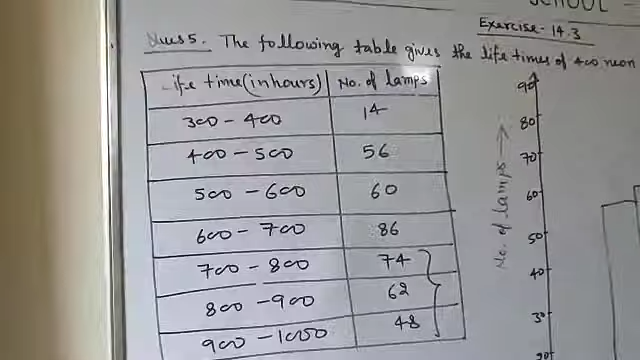 SCHOOL
Exercise- 14.3
Ques 5. The following table gives the life times of 400 neon
Life time (in hours) No. of lamps
300 - 400 14
400 - 500 56
500 - 600 60
600 - 700 86
700 - 800 74
800 - 900 62
900 - 1000 48
No. of lamps →
90
80
70
60
50
40
30
20